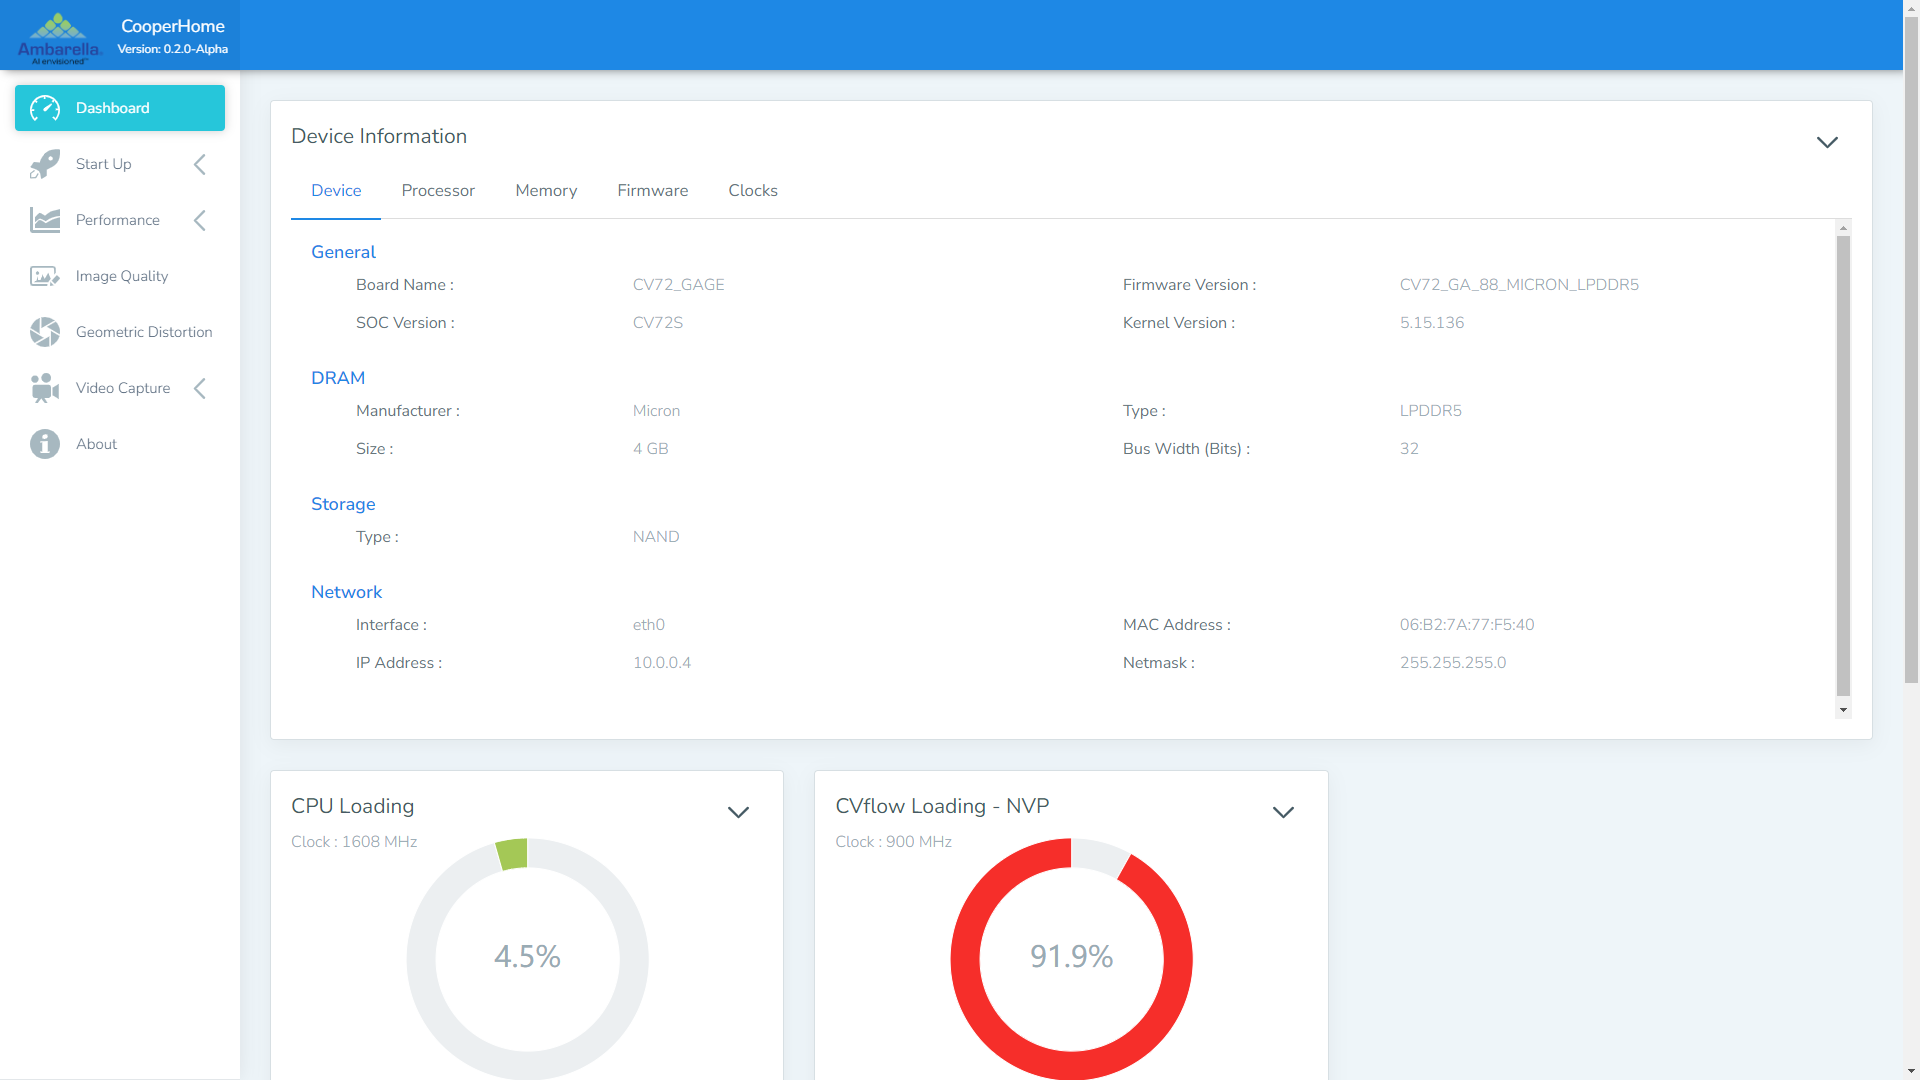 Ambarella
AI envisioned™
CooperHome
Version: 0.2.0-Alpha
Dashboard
Start Up
Performance
Image Quality
Geometric Distortion
Video Capture
About
Device Information
Device Processor Memory Firmware Clocks
General
Board Name : CV72_GAGE Firmware Version : CV72_GA_88_MICRON_LPDDR5
SOC Version : CV72S Kernel Version : 5.15.136
DRAM
Manufacturer : Micron Type : LPDDR5
Size : 4 GB Bus Width (Bits) : 32
Storage
Type : NAND
Network
Interface : eth0 MAC Address : 06:B2:7A:77:F5:40
IP Address : 10.0.0.4 Netmask : 255.255.255.0
CPU Loading
Clock : 1608 MHz
4.5%
CVflow Loading - NVP
Clock : 900 MHz
91.9%